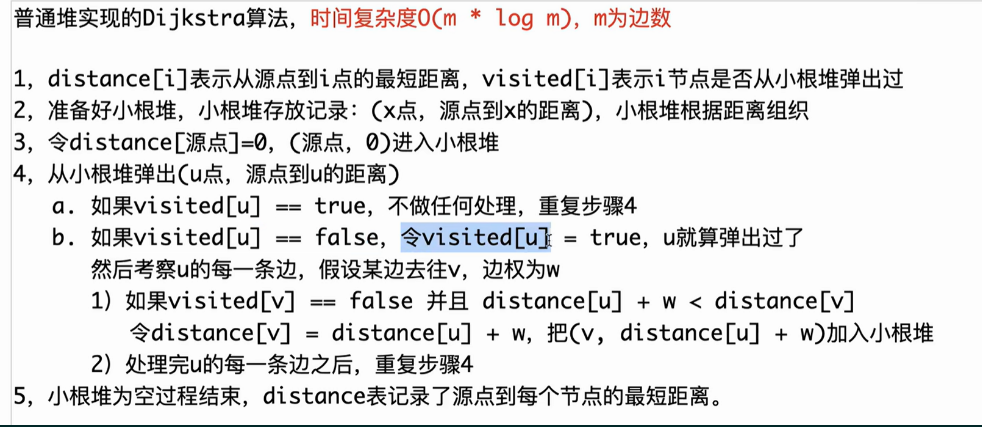 普通堆实现的Dijkstra算法，时间复杂度O(m * log m)，m为边数
1，distance[i]表示从源点到i点的最短距离，visited[i]表示i节点是否从小根堆弹出过
2，准备好小根堆，小根堆存放记录：(x点，源点到x的距离)，小根堆根据距离组织
3，令distance[源点]=0，(源点，0)进入小根堆
4，从小根堆弹出(u点，源点到u的距离)
a. 如果visited[u] == true，不做任何处理，重复步骤4
b. 如果visited[u] == false，令visited[u] = true，u就算弹出过了
然后考察u的每一条边，假设某边去往v，边权为w
1）如果visited[v] == false 并且 distance[u] + w < distance[v]
令distance[v] = distance[u] + w，把(v, distance[u] + w)加入小根堆
2）处理完u的每一条边之后，重复步骤4
5，小根堆为空过程结束，distance表记录了源点到每个节点的最短距离。